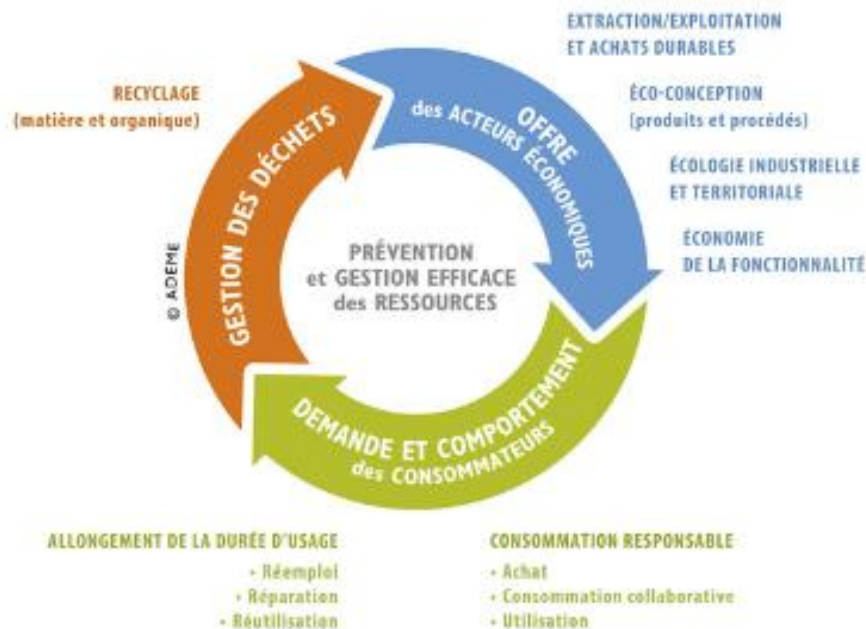 EXTRACTION/EXPLOITATION
ET ACHATS DURABLES
RECYCLAGE
(matière et organique)
ÉCO-CONCEPTION
(produits et procédés)
ÉCOLOGIE INDUSTRIELLE
ET TERRITORIALE
ÉCONOMIE
DE LA FONCTIONNALITÉ
OFFRE
des ACTEURS ÉCONOMIQUES
GESTION DES DÉCHETS
PRÉVENTION
et GESTION EFFICACE
des RESSOURCES
© ADEME
DEMANDE ET COMPORTEMENT
des CONSOMMATEURS
ALLONGEMENT DE LA DURÉE D'USAGE
• Réemploi
• Réparation
• Réutilisation
CONSOMMATION RESPONSABLE
• Achat
• Consommation collaborative
• Utilisation